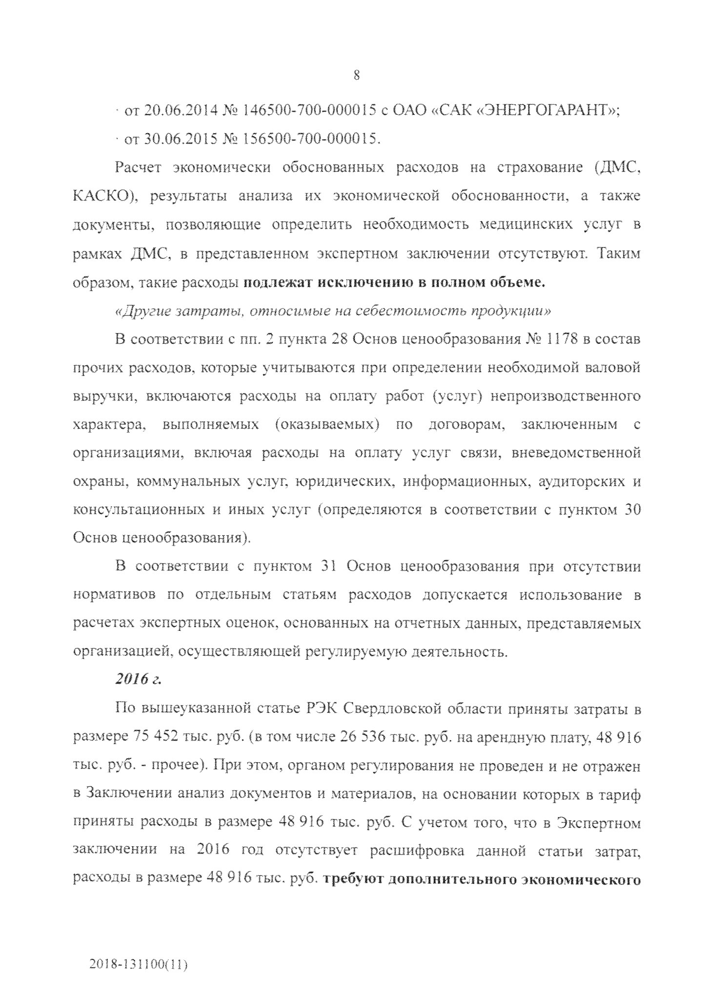 8
· от 20.06.2014 № 146500-700-000015 с ОАО «САК «ЭНЕРГОГАРАНТ»;
· от 30.06.2015 № 156500-700-000015.
Расчет экономически обоснованных расходов на страхование (ДМС,
КАСКО), результаты анализа их экономической обоснованности, а также
документы, позволяющие определить необходимость медицинских услуг в
рамках ДМС, в представленном экспертном заключении отсутствуют. Таким
образом, такие расходы подлежат исключению в полном объеме.
«Другие затраты, относимые на себестоимость продукции»
В соответствии с пп. 2 пункта 28 Основ ценообразования № 1178 в состав
прочих расходов, которые учитываются при определении необходимой валовой
выручки, включаются расходы на оплату работ (услуг) непроизводственного
характера, выполняемых (оказываемых) по договорам, заключенным с
организациями, включая расходы на оплату услуг связи, вневедомственной
охраны, коммунальных услуг, юридических, информационных, аудиторских и
консультационных и иных услуг (определяются в соответствии с пунктом 30
Основ ценообразования).
В соответствии с пунктом 31 Основ ценообразования при отсутствии
нормативов по отдельным статьям расходов допускается использование в
расчетах экспертных оценок, основанных на отчетных данных, представляемых
организацией, осуществляющей регулируемую деятельность.
2016 г.
По вышеуказанной статье РЭК Свердловской области приняты затраты в
размере 75 452 тыс. руб. (в том числе 26 536 тыс. руб. на арендную плату, 48 916
тыс. руб. - прочее). При этом, органом регулирования не проведен и не отражен
в Заключении анализ документов и материалов, на основании которых в тариф
приняты расходы в размере 48 916 тыс. руб. С учетом того, что в Экспертном
заключении на 2016 год отсутствует расшифровка данной статьи затрат,
расходы в размере 48 916 тыс. руб. требуют дополнительного экономического
2018-131100(11)